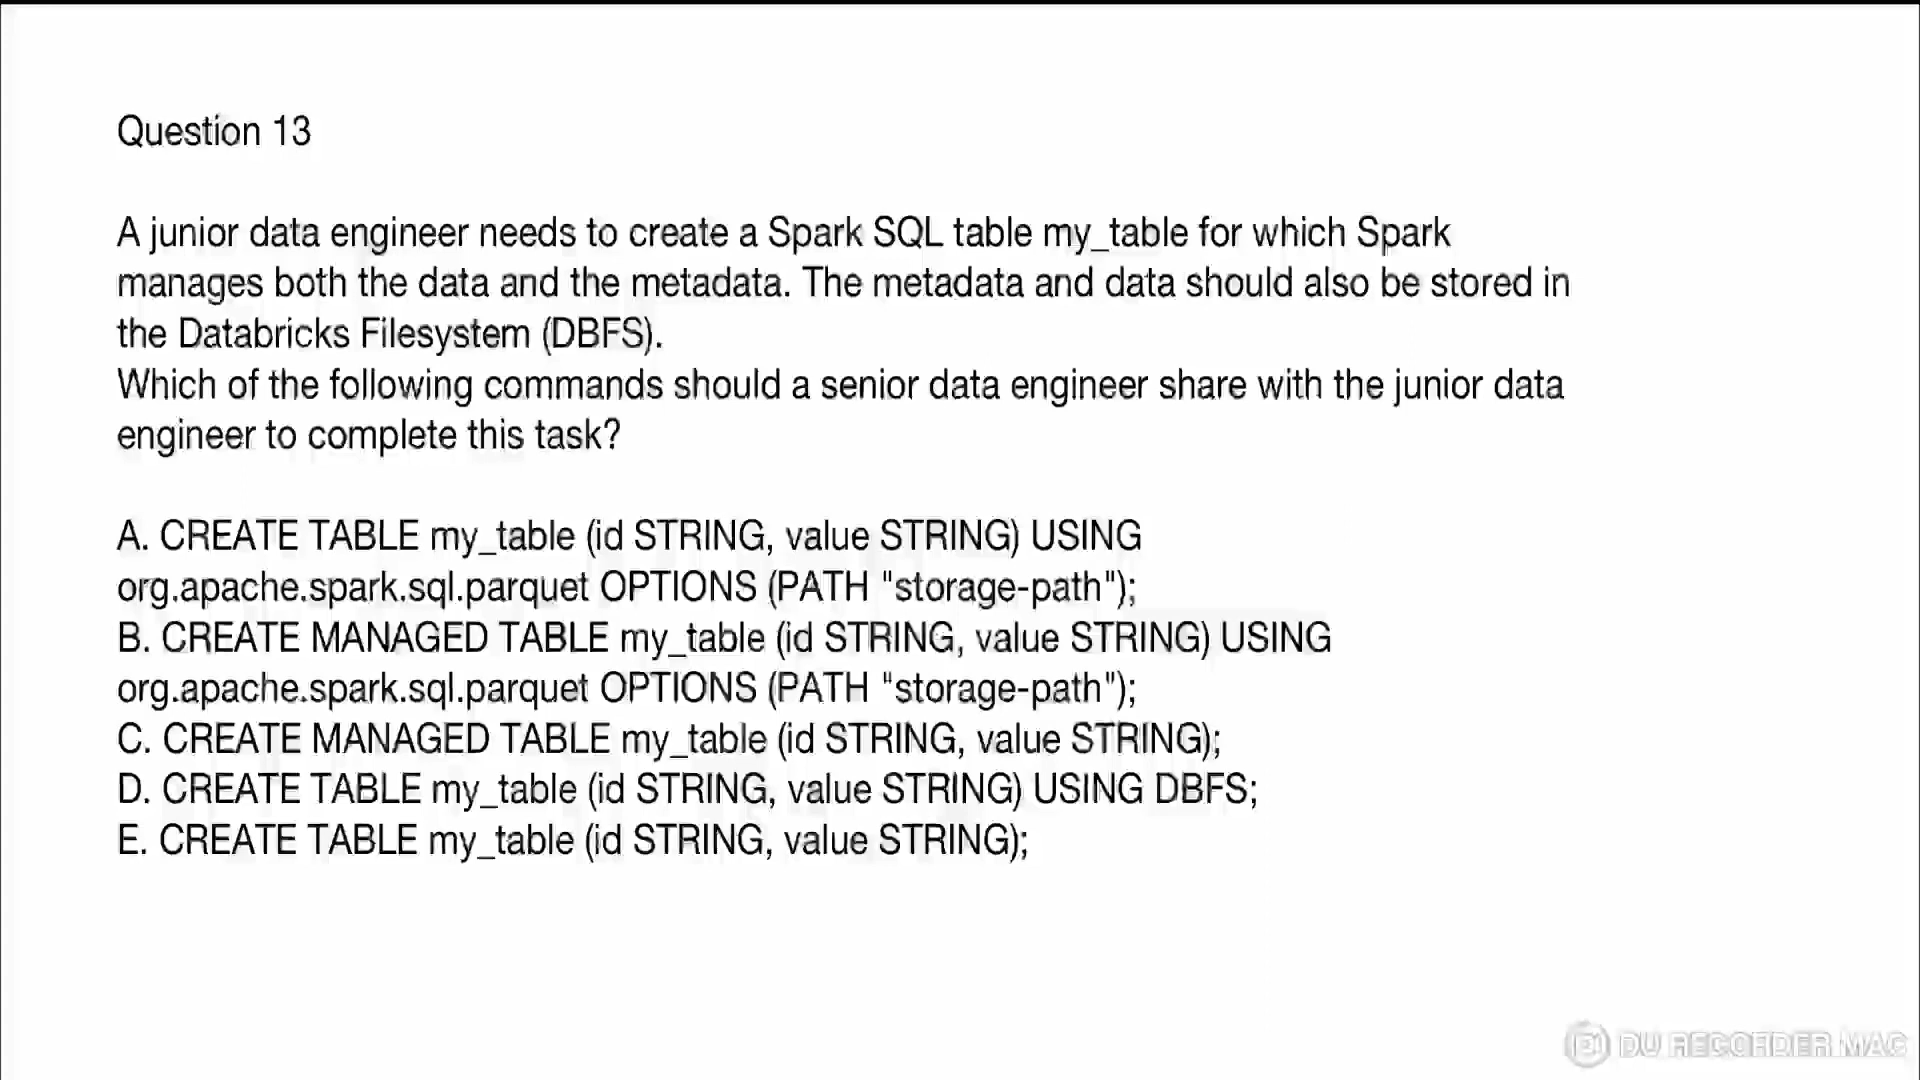 Question 13
A junior data engineer needs to create a Spark SQL table my_table for which Spark
manages both the data and the metadata. The metadata and data should also be stored in
the Databricks Filesystem (DBFS).
Which of the following commands should a senior data engineer share with the junior data
engineer to complete this task?
A. CREATE TABLE my_table (id STRING, value STRING) USING
org.apache.spark.sql.parquet OPTIONS (PATH "storage-path");
B. CREATE MANAGED TABLE my_table (id STRING, value STRING) USING
org.apache.spark.sql.parquet OPTIONS (PATH "storage-path");
C. CREATE MANAGED TABLE my_table (id STRING, value STRING);
D. CREATE TABLE my_table (id STRING, value STRING) USING DBFS;
E. CREATE TABLE my_table (id STRING, value STRING);
DU RECORDER MAC